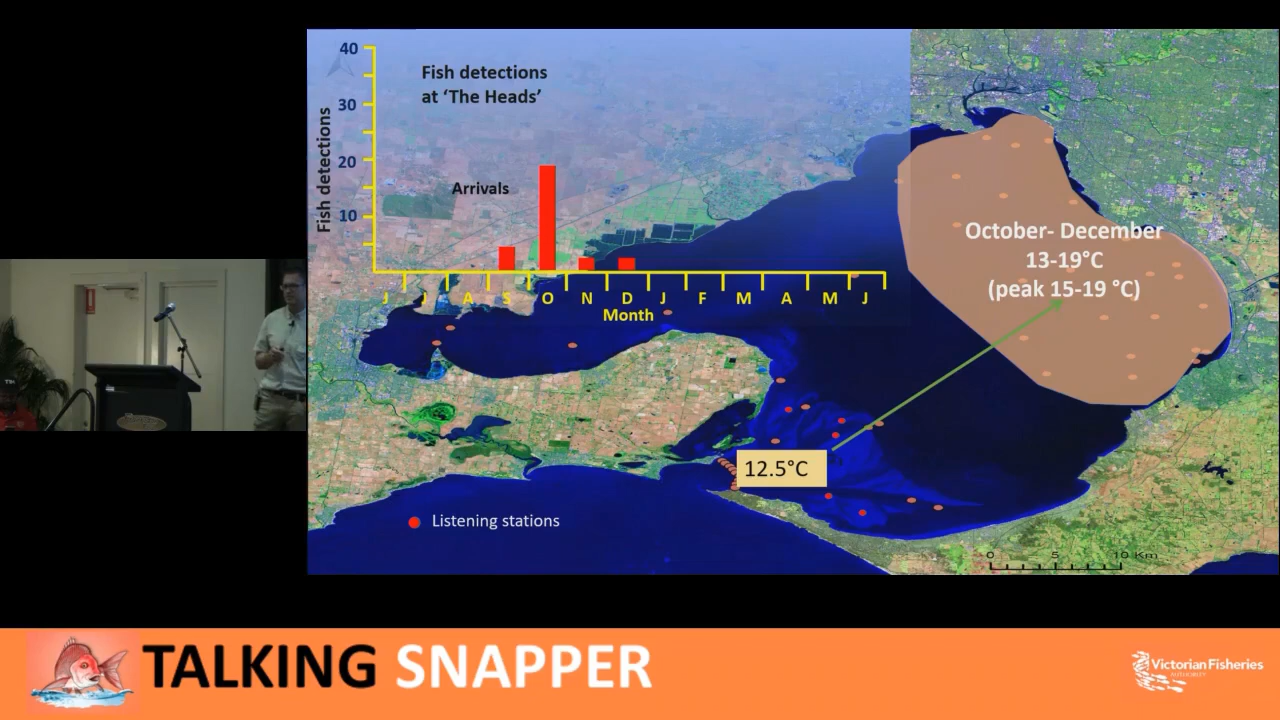 40
30
20
10
Fish detections
Fish detections
at ‘The Heads’
Arrivals
J J A S O N D J F M A M J
Month
October- December
13-19°C
(peak 15-19 °C)
12.5°C
Listening stations
0 5 10 Km
TALKING SNAPPER
Victorian Fisheries
AUTHORITY